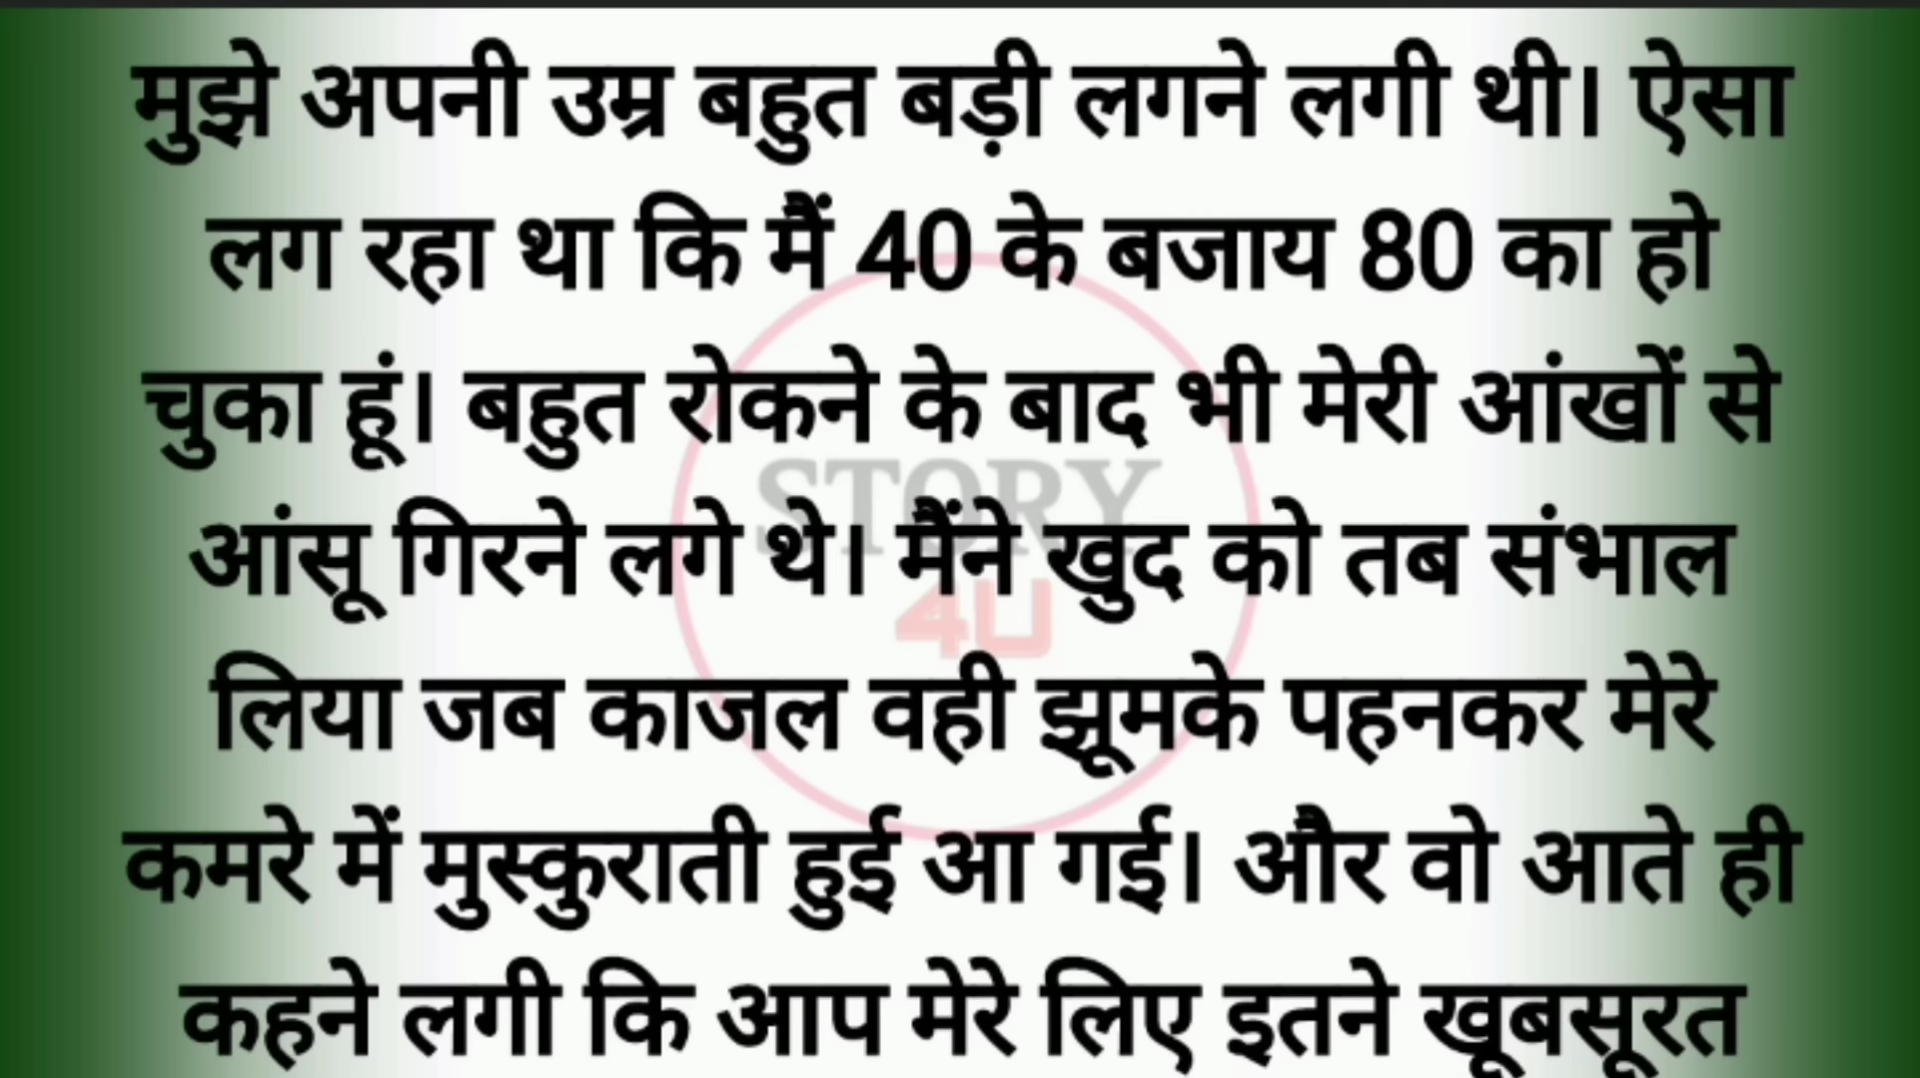 मुझे अपनी उम्र बहुत बड़ी लगने लगी थी। ऐसा
लग रहा था कि मैं 40 के बजाय 80 का हो
चुका हूं। बहुत रोकने के बाद भी मेरी आंखों से
STORY
आंसू गिरने लगे थे। मैंने खुद को तब संभाल
4U
लिया जब काजल वही झूमके पहनकर मेरे
कमरे में मुस्कुराती हुई आ गई। और वो आते ही
कहने लगी कि आप मेरे लिए इतने खूबसूरत